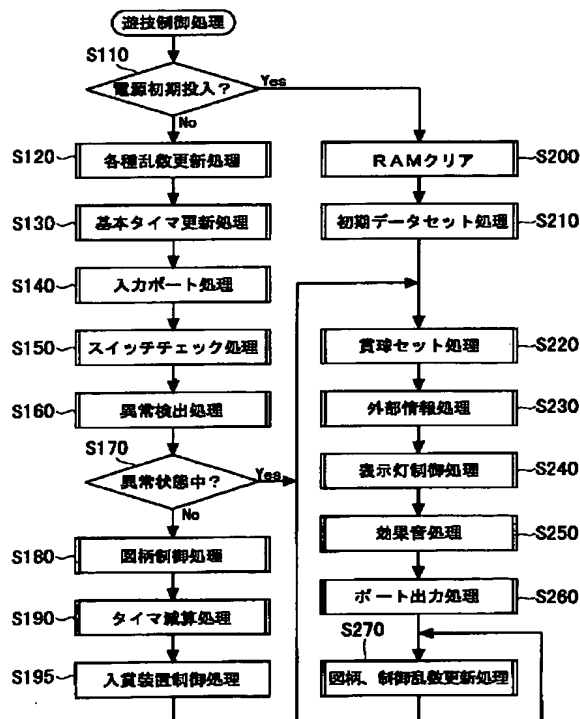 遊技制御処理
S110
電源初期投入？
Yes
No
S120
各種乱数更新処理
S130
基本タイマ更新処理
S140
入力ポート処理
S150
スイッチチェック処理
S160
異常検出処理
S170
異常状態中？
Yes
No
S180
図柄制御処理
S190
タイマ減算処理
S195
入賞装置制御処理
RAMクリア
S200
初期データセット処理
S210
賞球セット処理
S220
外部情報処理
S230
表示灯制御処理
S240
効果音処理
S250
ポート出力処理
S260
S270
図柄、制御乱数更新処理